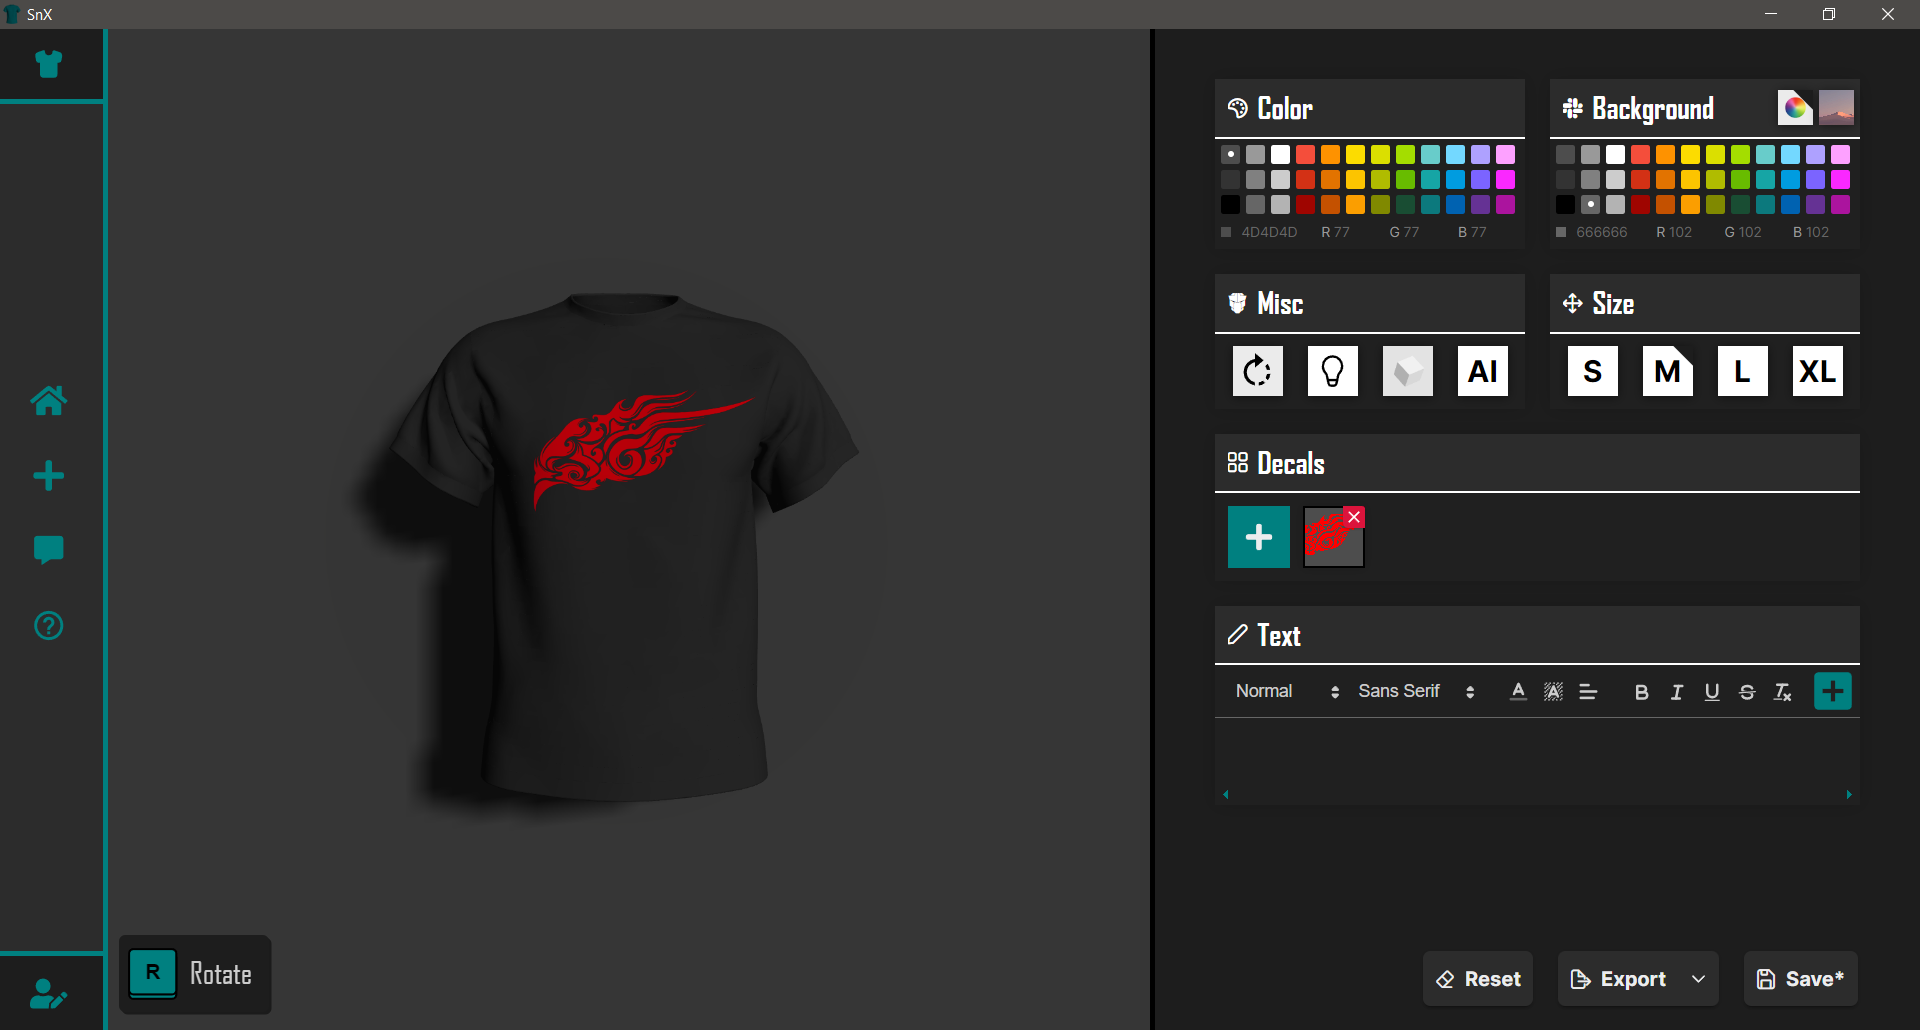 SnX
Color
4D4D4D R 77 G 77 B 77
Background
666666 R 102 G 102 B 102
Misc
AI
Size
S M L XL
Decals
Text
Normal Sans Serif A A B I U S Tx
R Rotate
Reset Export Save*